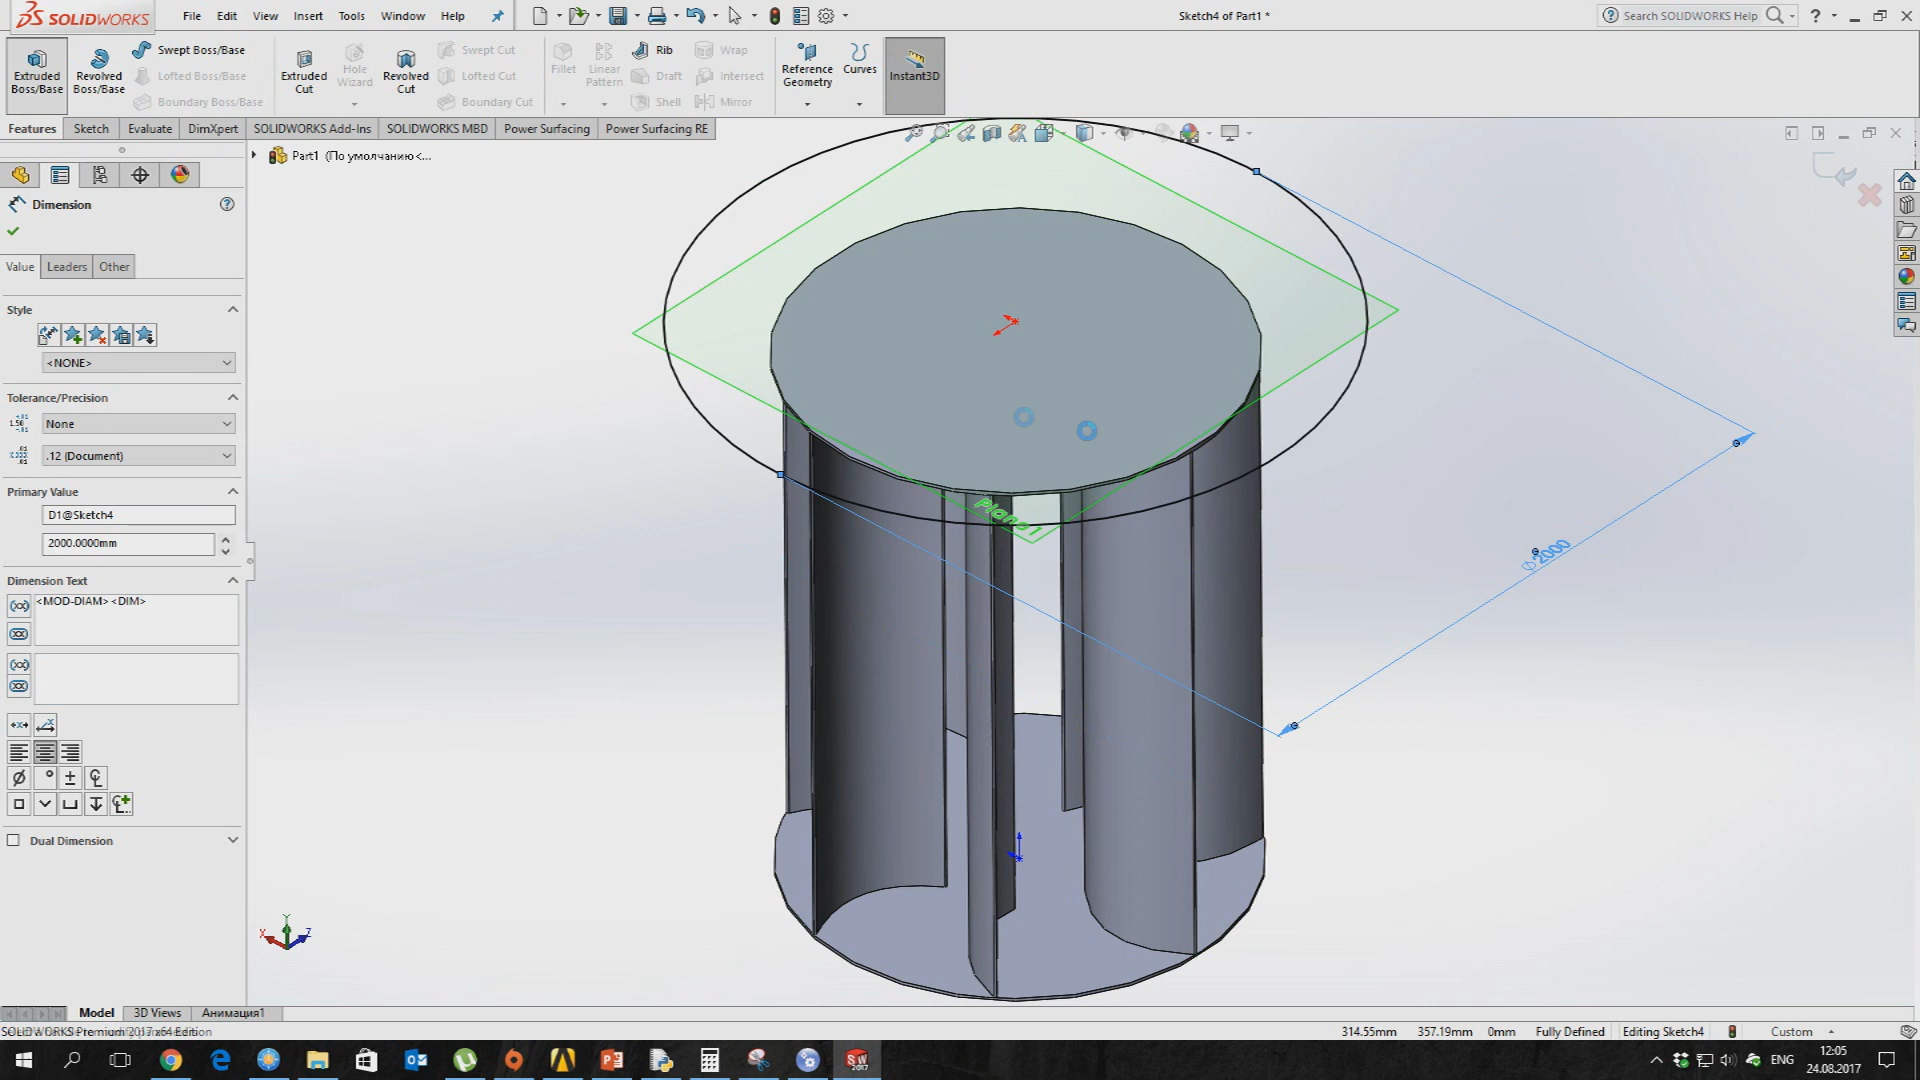 SOLIDWORKS
File Edit View Insert Tools Window Help
Sketch4 of Part1 *
Search SOLIDWORKS Help
Extruded Boss/Base
Revolved Boss/Base
Swept Boss/Base
Lofted Boss/Base
Boundary Boss/Base
Extruded Cut
Hole Wizard
Revolved Cut
Swept Cut
Lofted Cut
Boundary Cut
Fillet
Linear Pattern
Rib
Draft
Shell
Wrap
Intersect
Mirror
Reference Geometry
Curves
Instant3D
Features Sketch Evaluate DimXpert SOLIDWORKS Add-Ins SOLIDWORKS MBD Power Surfacing Power Surfacing RE
Part1 (По умолчанию<...
Dimension
Value Leaders Other
Style
<NONE>
Tolerance/Precision
None
.12 (Document)
Primary Value
D1@Sketch4
2000.0000mm
Dimension Text
<MOD-DIAM><DIM>
Dual Dimension
Plane1
∅2000
Y
X
Z
Model 3D Views Анимация1
SOLIDWORKS Premium 2017 x64 Edition
314.55mm 357.19mm 0mm Fully Defined Editing Sketch4 Custom
ENG
12:05
24.08.2017